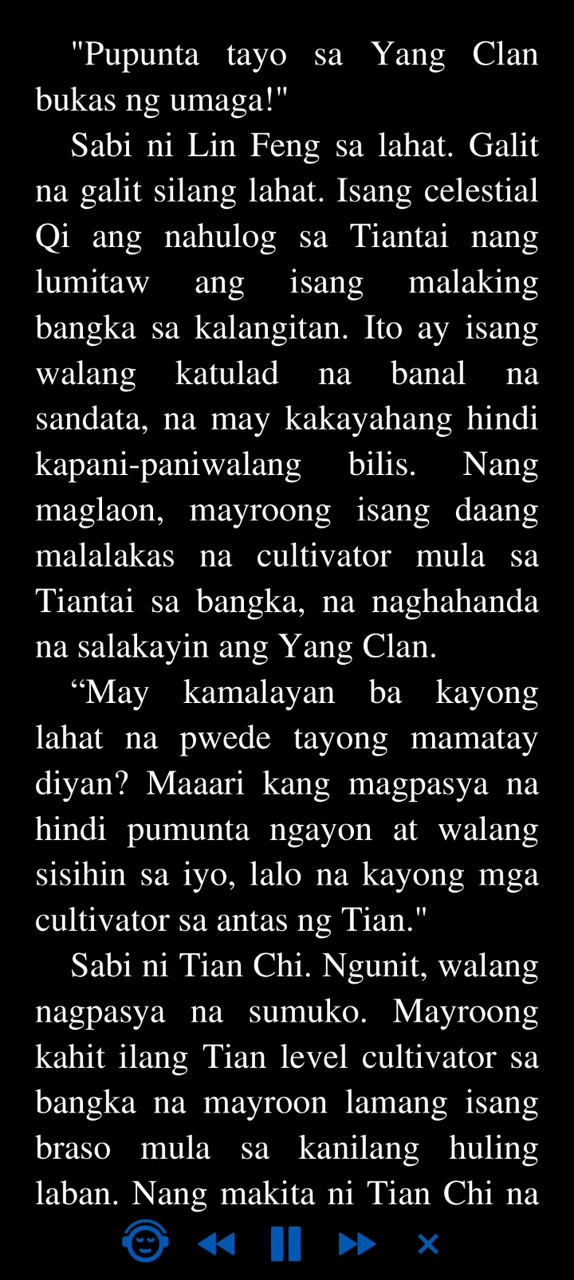 "Pupunta tayo sa Yang Clan
bukas ng umaga!"
Sabi ni Lin Feng sa lahat. Galit
na galit silang lahat. Isang celestial
Qi ang nahulog sa Tiantai nang
lumitaw ang isang malaking
bangka sa kalangitan. Ito ay isang
walang katulad na banal na
sandata, na may kakayahang hindi
kapani-paniwalang bilis. Nang
maglaon, mayroong isang daang
malalakas na cultivator mula sa
Tiantai sa bangka, na naghahanda
na salakayin ang Yang Clan.
“May kamalayan ba kayong
lahat na pwede tayong mamatay
diyan? Maaari kang magpasya na
hindi pumunta ngayon at walang
sisihin sa iyo, lalo na kayong mga
cultivator sa antas ng Tian."
Sabi ni Tian Chi. Ngunit, walang
nagpasya na sumuko. Mayroong
kahit ilang Tian level cultivator sa
bangka na mayroon lamang isang
braso mula sa kanilang huling
laban. Nang makita ni Tian Chi na